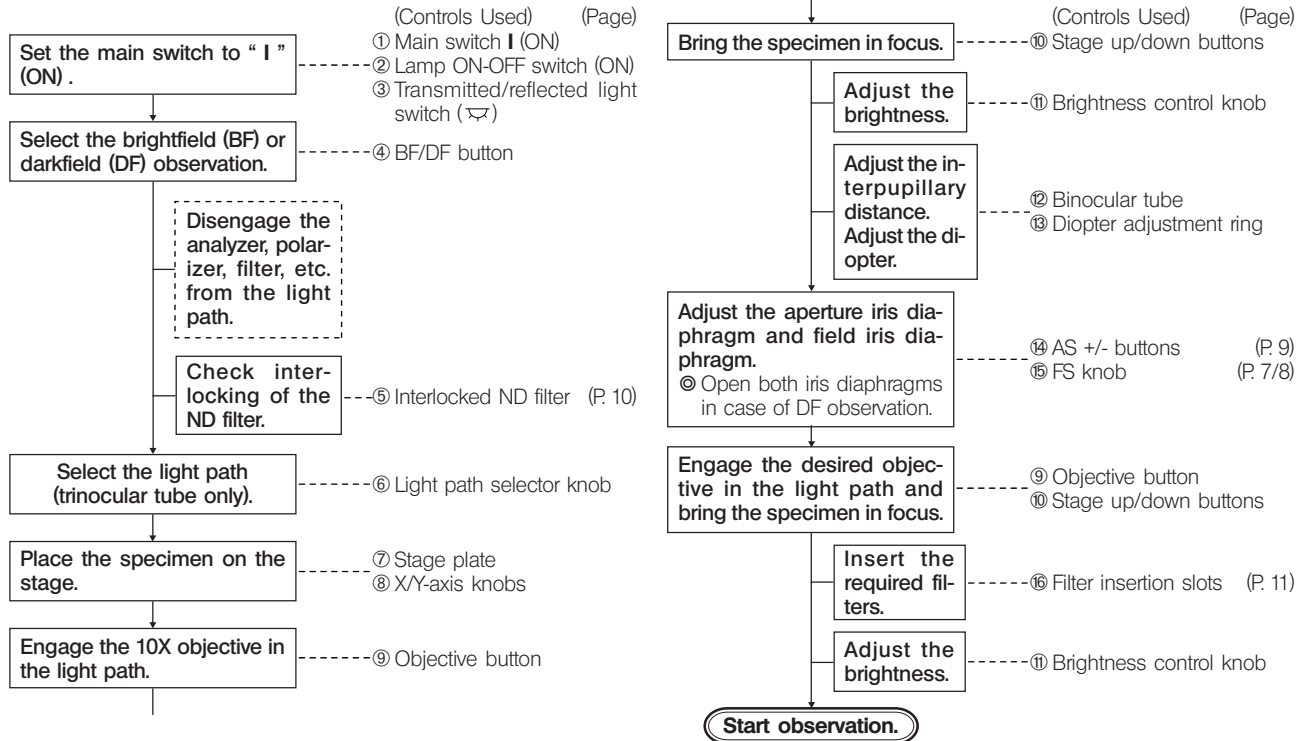 (Controls Used) (Page)
Set the main switch to “ I ”
(ON) .
① Main switch I (ON)
② Lamp ON-OFF switch (ON)
③ Transmitted/reflected light
switch ( )
Select the brightfield (BF) or
darkfield (DF) observation.
④ BF/DF button
Disengage the
analyzer, polar-
izer, filter, etc.
from the light
path.
Check inter-
locking of the
ND filter.
⑤ Interlocked ND filter (P. 10)
Select the light path
(trinocular tube only).
⑥ Light path selector knob
Place the specimen on the
stage.
⑦ Stage plate
⑧ X/Y-axis knobs
Engage the 10X objective in
the light path.
⑨ Objective button
(Controls Used) (Page)
Bring the specimen in focus.
⑩ Stage up/down buttons
Adjust the
brightness.
⑪ Brightness control knob
Adjust the in-
terpupillary
distance.
Adjust the di-
opter.
⑫ Binocular tube
⑬ Diopter adjustment ring
Adjust the aperture iris dia-
phragm and field iris dia-
phragm.
◎ Open both iris diaphragms
in case of DF observation.
⑭ AS +/- buttons (P. 9)
⑮ FS knob (P. 7/8)
Engage the desired objec-
tive in the light path and
bring the specimen in focus.
⑨ Objective button
⑩ Stage up/down buttons
Insert the
required fil-
ters.
⑯ Filter insertion slots (P. 11)
Adjust the
brightness.
⑪ Brightness control knob
Start observation.